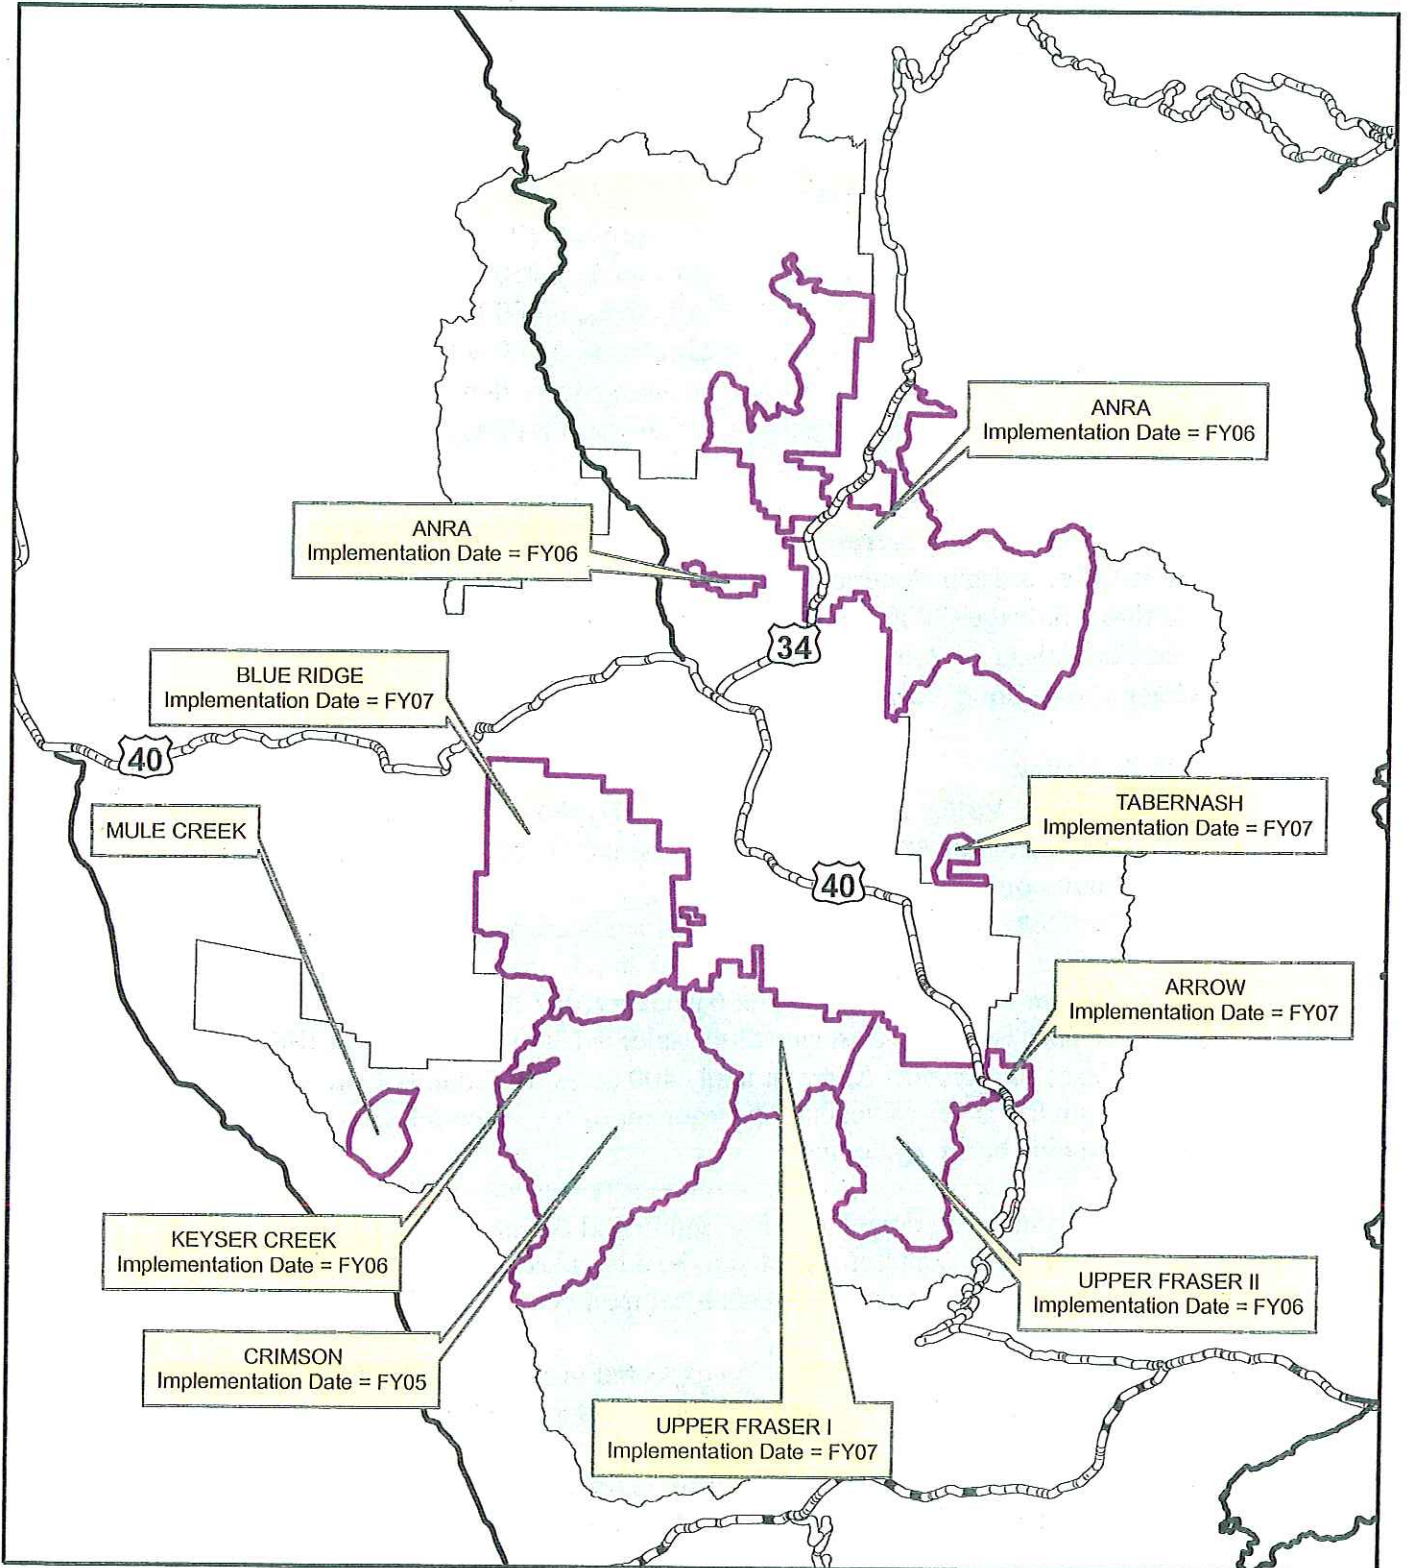 ANRA
Implementation Date = FY06
ANRA
Implementation Date = FY06
34
BLUE RIDGE
Implementation Date = FY07
40
MULE CREEK
TABERNASH
Implementation Date = FY07
40
ARROW
Implementation Date = FY07
KEYSER CREEK
Implementation Date = FY06
UPPER FRASER II
Implementation Date = FY06
CRIMSON
Implementation Date = FY05
UPPER FRASER I
Implementation Date = FY07